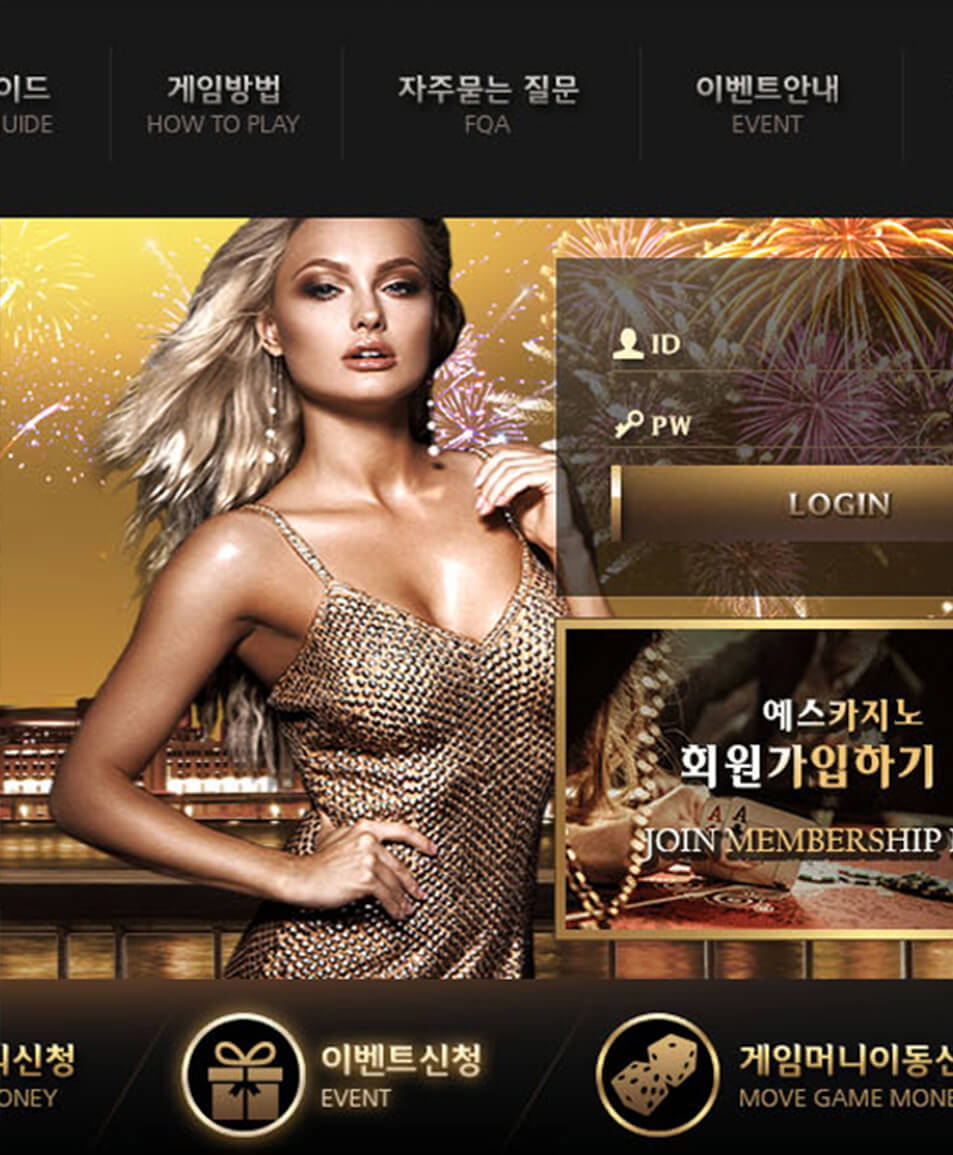 이드
UIDE
게임방법
HOW TO PLAY
자주묻는 질문
FQA
이벤트안내
EVENT
ID
PW
LOGIN
예스카지노
회원가입하기
JOIN MEMBERSHIP
A A
신청
ONEY
이벤트신청
EVENT
게임머니이동신
MOVE GAME MONE